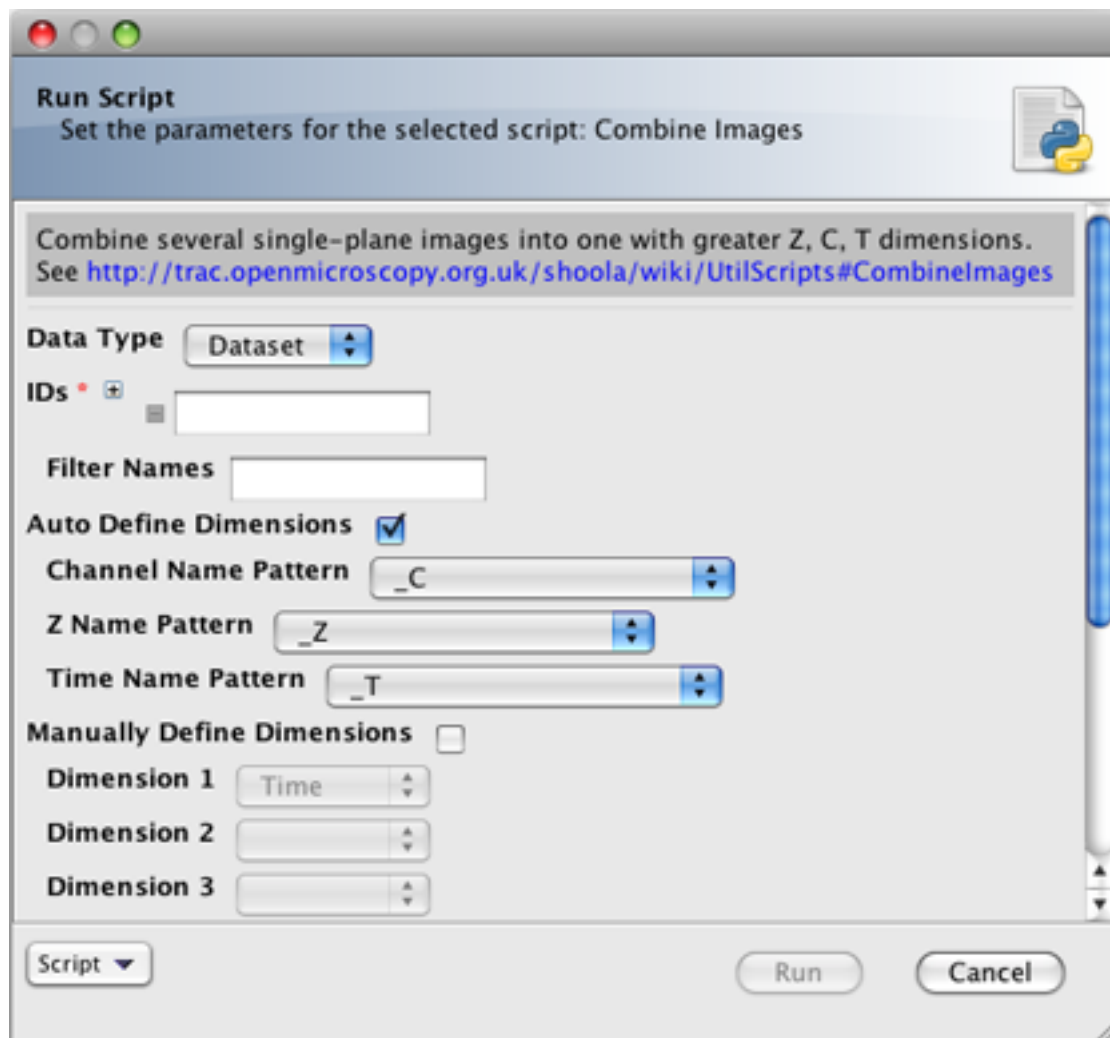 Run Script
Set the parameters for the selected script: Combine Images
Combine several single-plane images into one with greater Z, C, T dimensions.
See http://trac.openmicroscopy.org.uk/shoola/wiki/UtilScripts#CombineImages
Data Type Dataset
IDs *
Filter Names
Auto Define Dimensions
Channel Name Pattern _C
Z Name Pattern _Z
Time Name Pattern _T
Manually Define Dimensions
Dimension 1 Time
Dimension 2
Dimension 3
Script Run Cancel